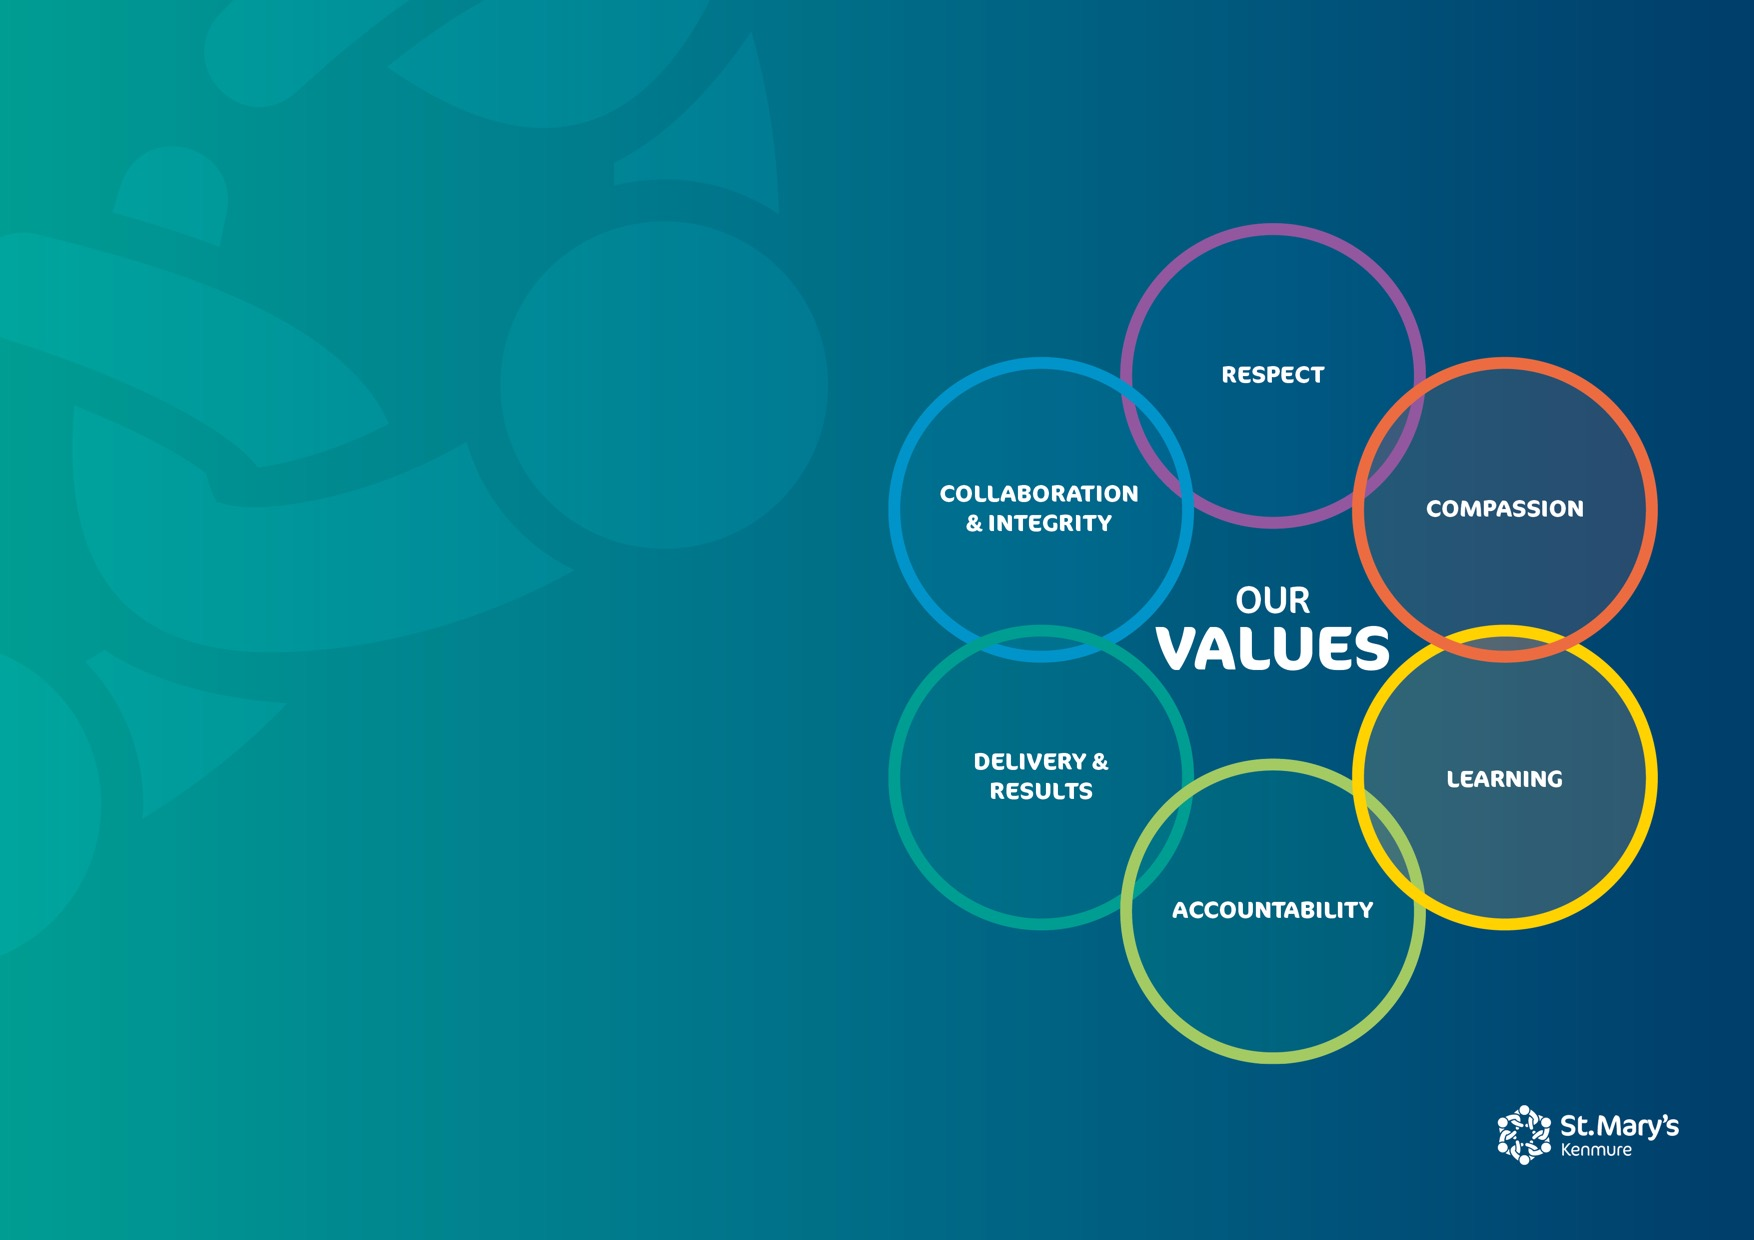 RESPECT
COMPASSION
COLLABORATION
& INTEGRITY
OUR
VALUES
DELIVERY &
RESULTS
LEARNING
ACCOUNTABILITY
St.Mary's
Kenmure